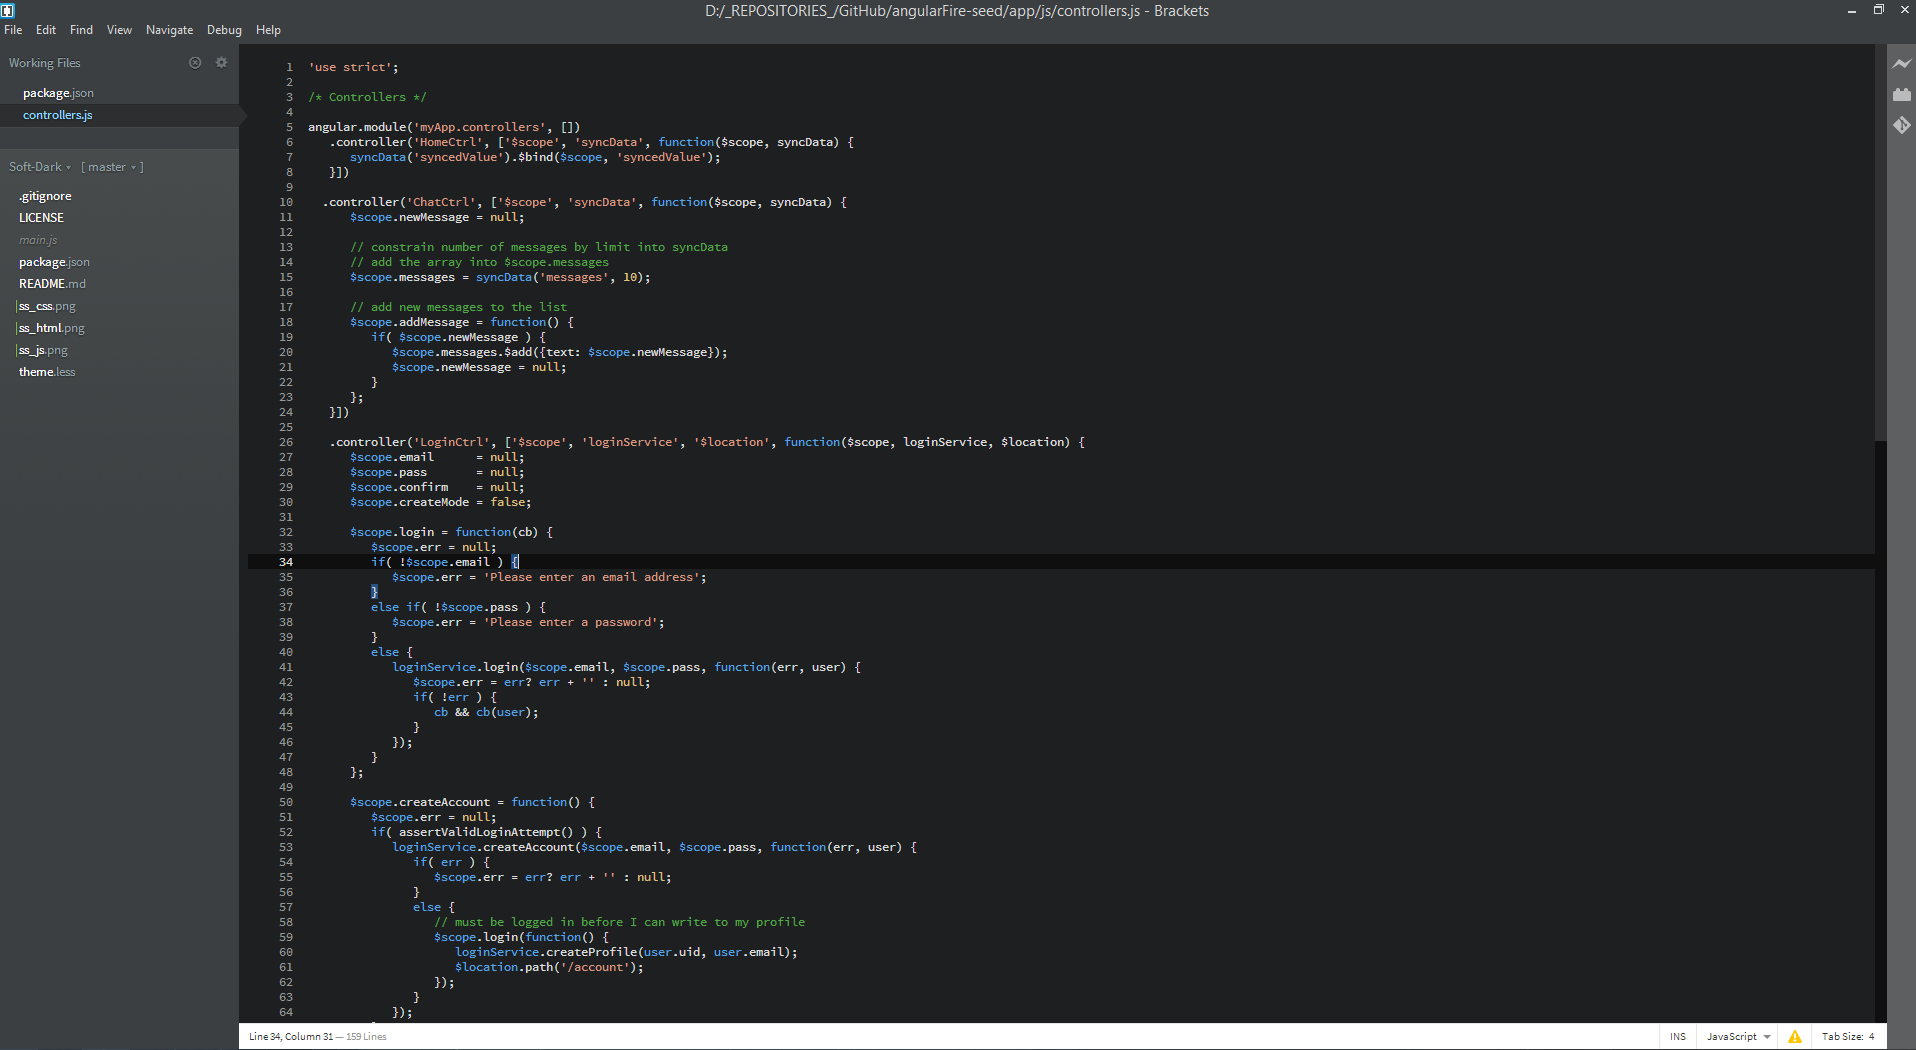 D:/_REPOSITORIES_/GitHub/angularFire-seed/app/js/controllers.js - Brackets
File Edit Find View Navigate Debug Help
Working Files
package.json
controllers.js
Soft-Dark [ master ]
.gitignore
LICENSE
main.js
package.json
README.md
ss_css.png
ss_html.png
ss_js.png
theme.less
1 'use strict';
2
3 /* Controllers */
4
5 angular.module('myApp.controllers', [])
6    .controller('HomeCtrl', ['$scope', 'syncData', function($scope, syncData) {
7       syncData('syncedValue').$bind($scope, 'syncedValue');
8    }])
9
10   .controller('ChatCtrl', ['$scope', 'syncData', function($scope, syncData) {
11       $scope.newMessage = null;
12
13       // constrain number of messages by limit into syncData
14       // add the array into $scope.messages
15       $scope.messages = syncData('messages', 10);
16
17       // add new messages to the list
18       $scope.addMessage = function() {
19          if( $scope.newMessage ) {
20             $scope.messages.$add({text: $scope.newMessage});
21             $scope.newMessage = null;
22          }
23       };
24    }])
25
26    .controller('LoginCtrl', ['$scope', 'loginService', '$location', function($scope, loginService, $location) {
27       $scope.email      = null;
28       $scope.pass       = null;
29       $scope.confirm    = null;
30       $scope.createMode = false;
31
32       $scope.login = function(cb) {
33          $scope.err = null;
34          if( !$scope.email ) {
35             $scope.err = 'Please enter an email address';
36          }
37          else if( !$scope.pass ) {
38             $scope.err = 'Please enter a password';
39          }
40          else {
41             loginService.login($scope.email, $scope.pass, function(err, user) {
42                $scope.err = err? err + '' : null;
43                if( !err ) {
44                   cb && cb(user);
45                }
46             });
47          }
48       };
49
50       $scope.createAccount = function() {
51          $scope.err = null;
52          if( assertValidLoginAttempt() ) {
53             loginService.createAccount($scope.email, $scope.pass, function(err, user) {
54                if( err ) {
55                   $scope.err = err? err + '' : null;
56                }
57                else {
58                   // must be logged in before I can write to my profile
59                   $scope.login(function() {
60                      loginService.createProfile(user.uid, user.email);
61                      $location.path('/account');
62                   });
63                }
64             });
Line 34, Column 31 — 159 Lines
INS JavaScript Tab Size: 4